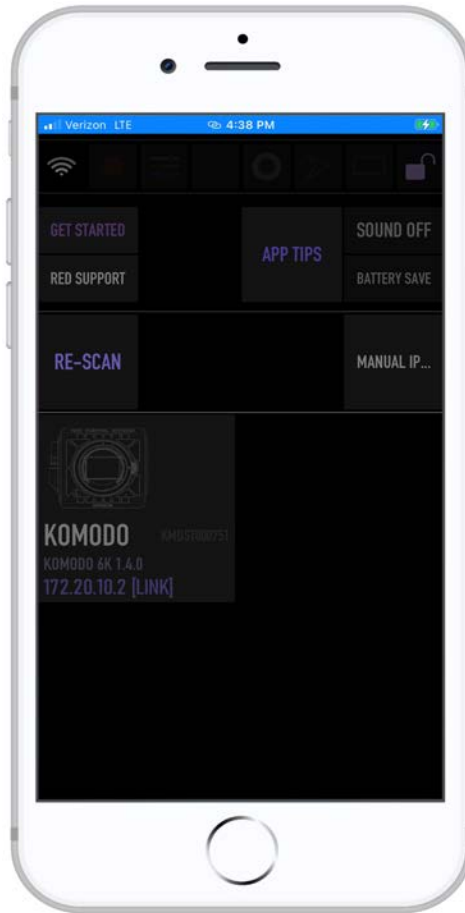 Verizon LTE 4:38 PM
GET STARTED
RED SUPPORT
APP TIPS
SOUND OFF
BATTERY SAVE
RE-SCAN
MANUAL IP...
KOMODO
KOMODO 6K 1.4.0
172.20.10.2 [LINK]